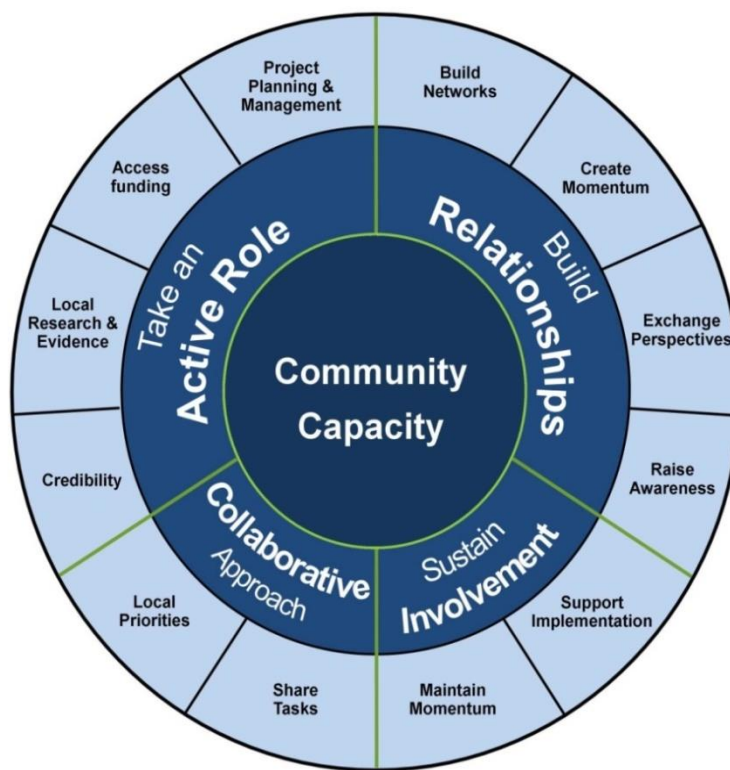 Community
Capacity
Build
Relationships
Build
Networks
Create
Momentum
Exchange
Perspectives
Raise
Awareness
Sustain
Involvement
Support
Implementation
Maintain
Momentum
Collaborative
Approach
Share
Tasks
Local
Priorities
Take an
Active Role
Credibility
Local
Research &
Evidence
Access
funding
Project
Planning &
Management